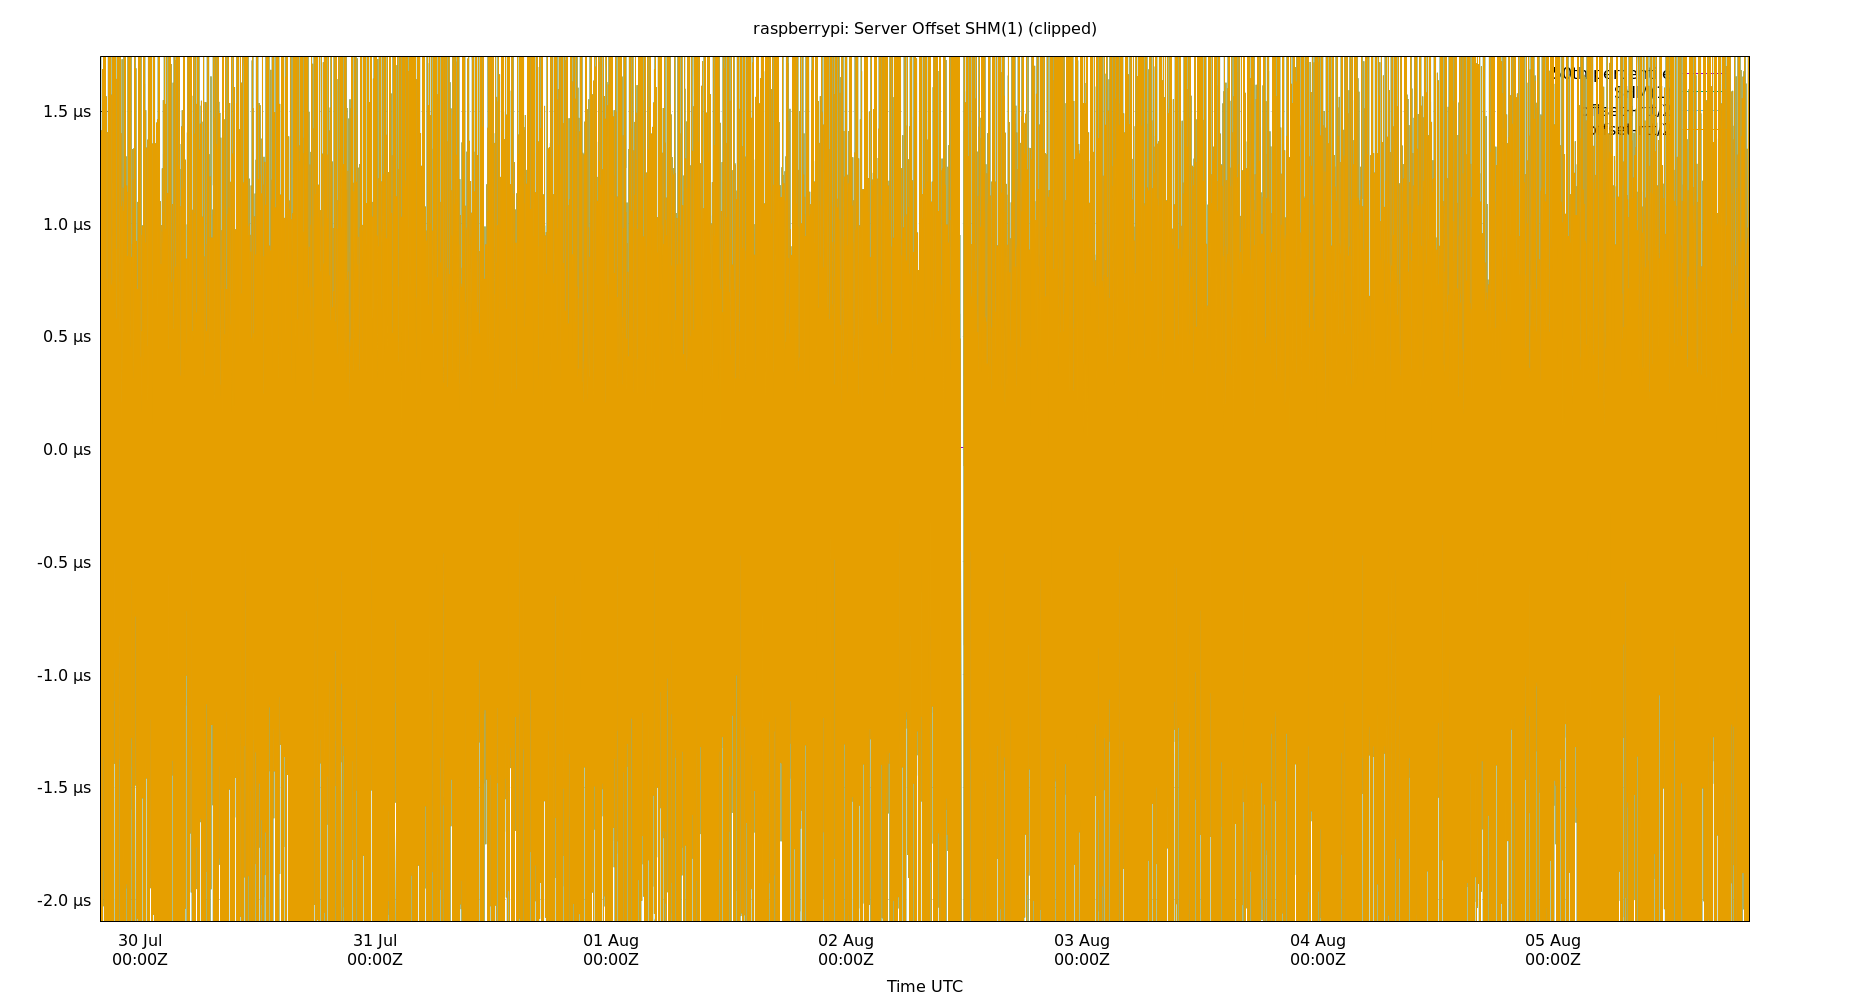 raspberrypi: Server Offset SHM(1) (clipped)
1.5 µs
1.0 µs
0.5 µs
0.0 µs
-0.5 µs
-1.0 µs
-1.5 µs
-2.0 µs
30 Jul 31 Jul 01 Aug 02 Aug 03 Aug 04 Aug 05 Aug
00:00Z 00:00Z 00:00Z 00:00Z 00:00Z 00:00Z 00:00Z
Time UTC